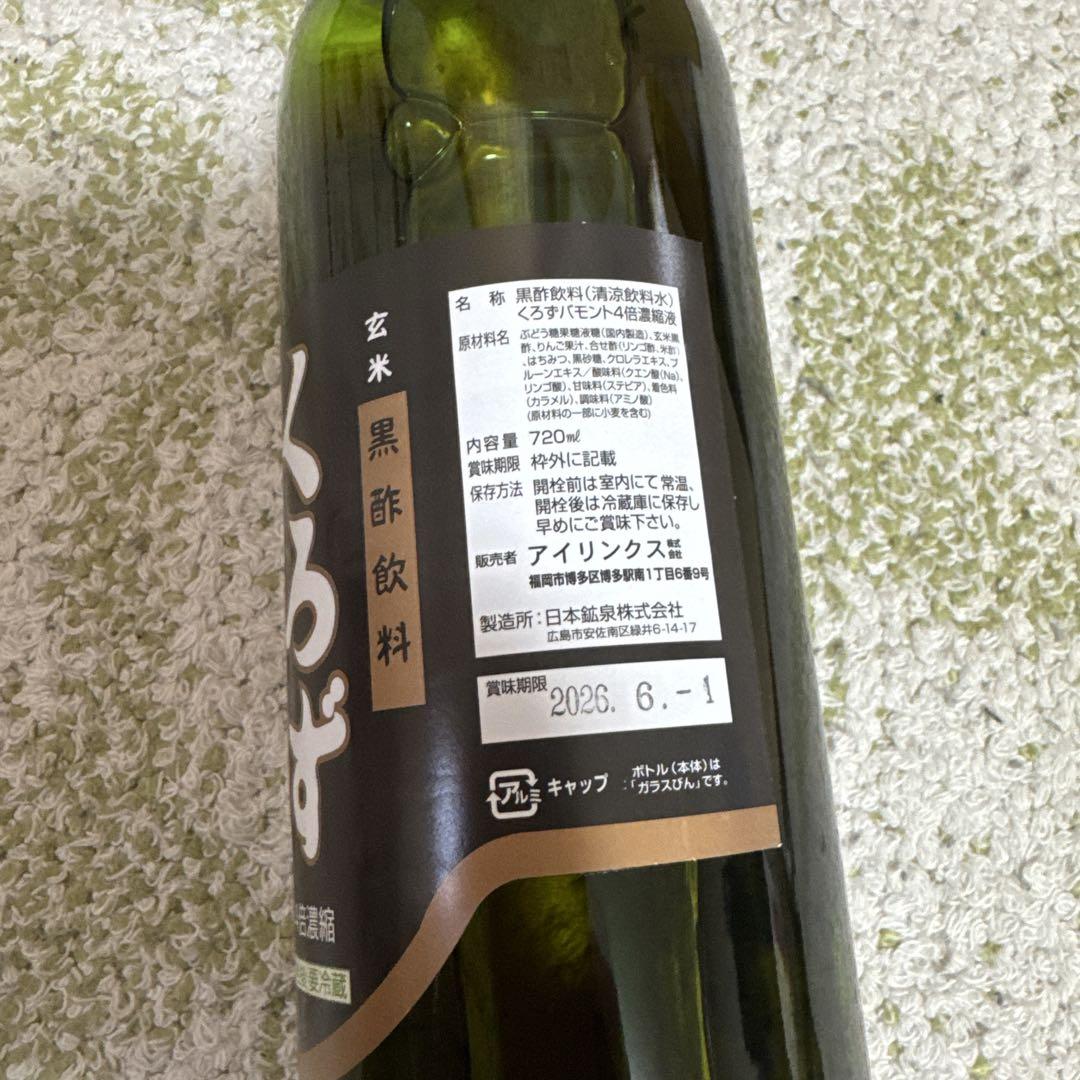 玄米
黒酢飲料
くろず
倍濃縮
要冷蔵
名称 黒酢飲料(清涼飲料水)
くろずバモント4倍濃縮液
原材料名 ぶどう糖果糖液糖(国内製造)、玄米黒
酢、りんご果汁、合せ酢(リンゴ酢、米酢)
、はちみつ、黒砂糖、クロレラエキス、プ
ルーンエキス/酸味料(クエン酸(Na)、
リンゴ酸)、甘味料(ステビア)、着色料
(カラメル)、調味料(アミノ酸)
(原材料の一部に小麦を含む)
内容量 720㎖
賞味期限 枠外に記載
保存方法 開栓前は室内にて常温、
開栓後は冷蔵庫に保存し
早めにご賞味下さい。
販売者 アイリンクス株式会社
福岡市博多区博多駅南1丁目6番9号
製造所:日本鉱泉株式会社
広島市安佐南区緑井6-14-17
賞味期限 2026. 6.-1
アルミ キャップ
ボトル(本体)は
:「ガラスびん」です。